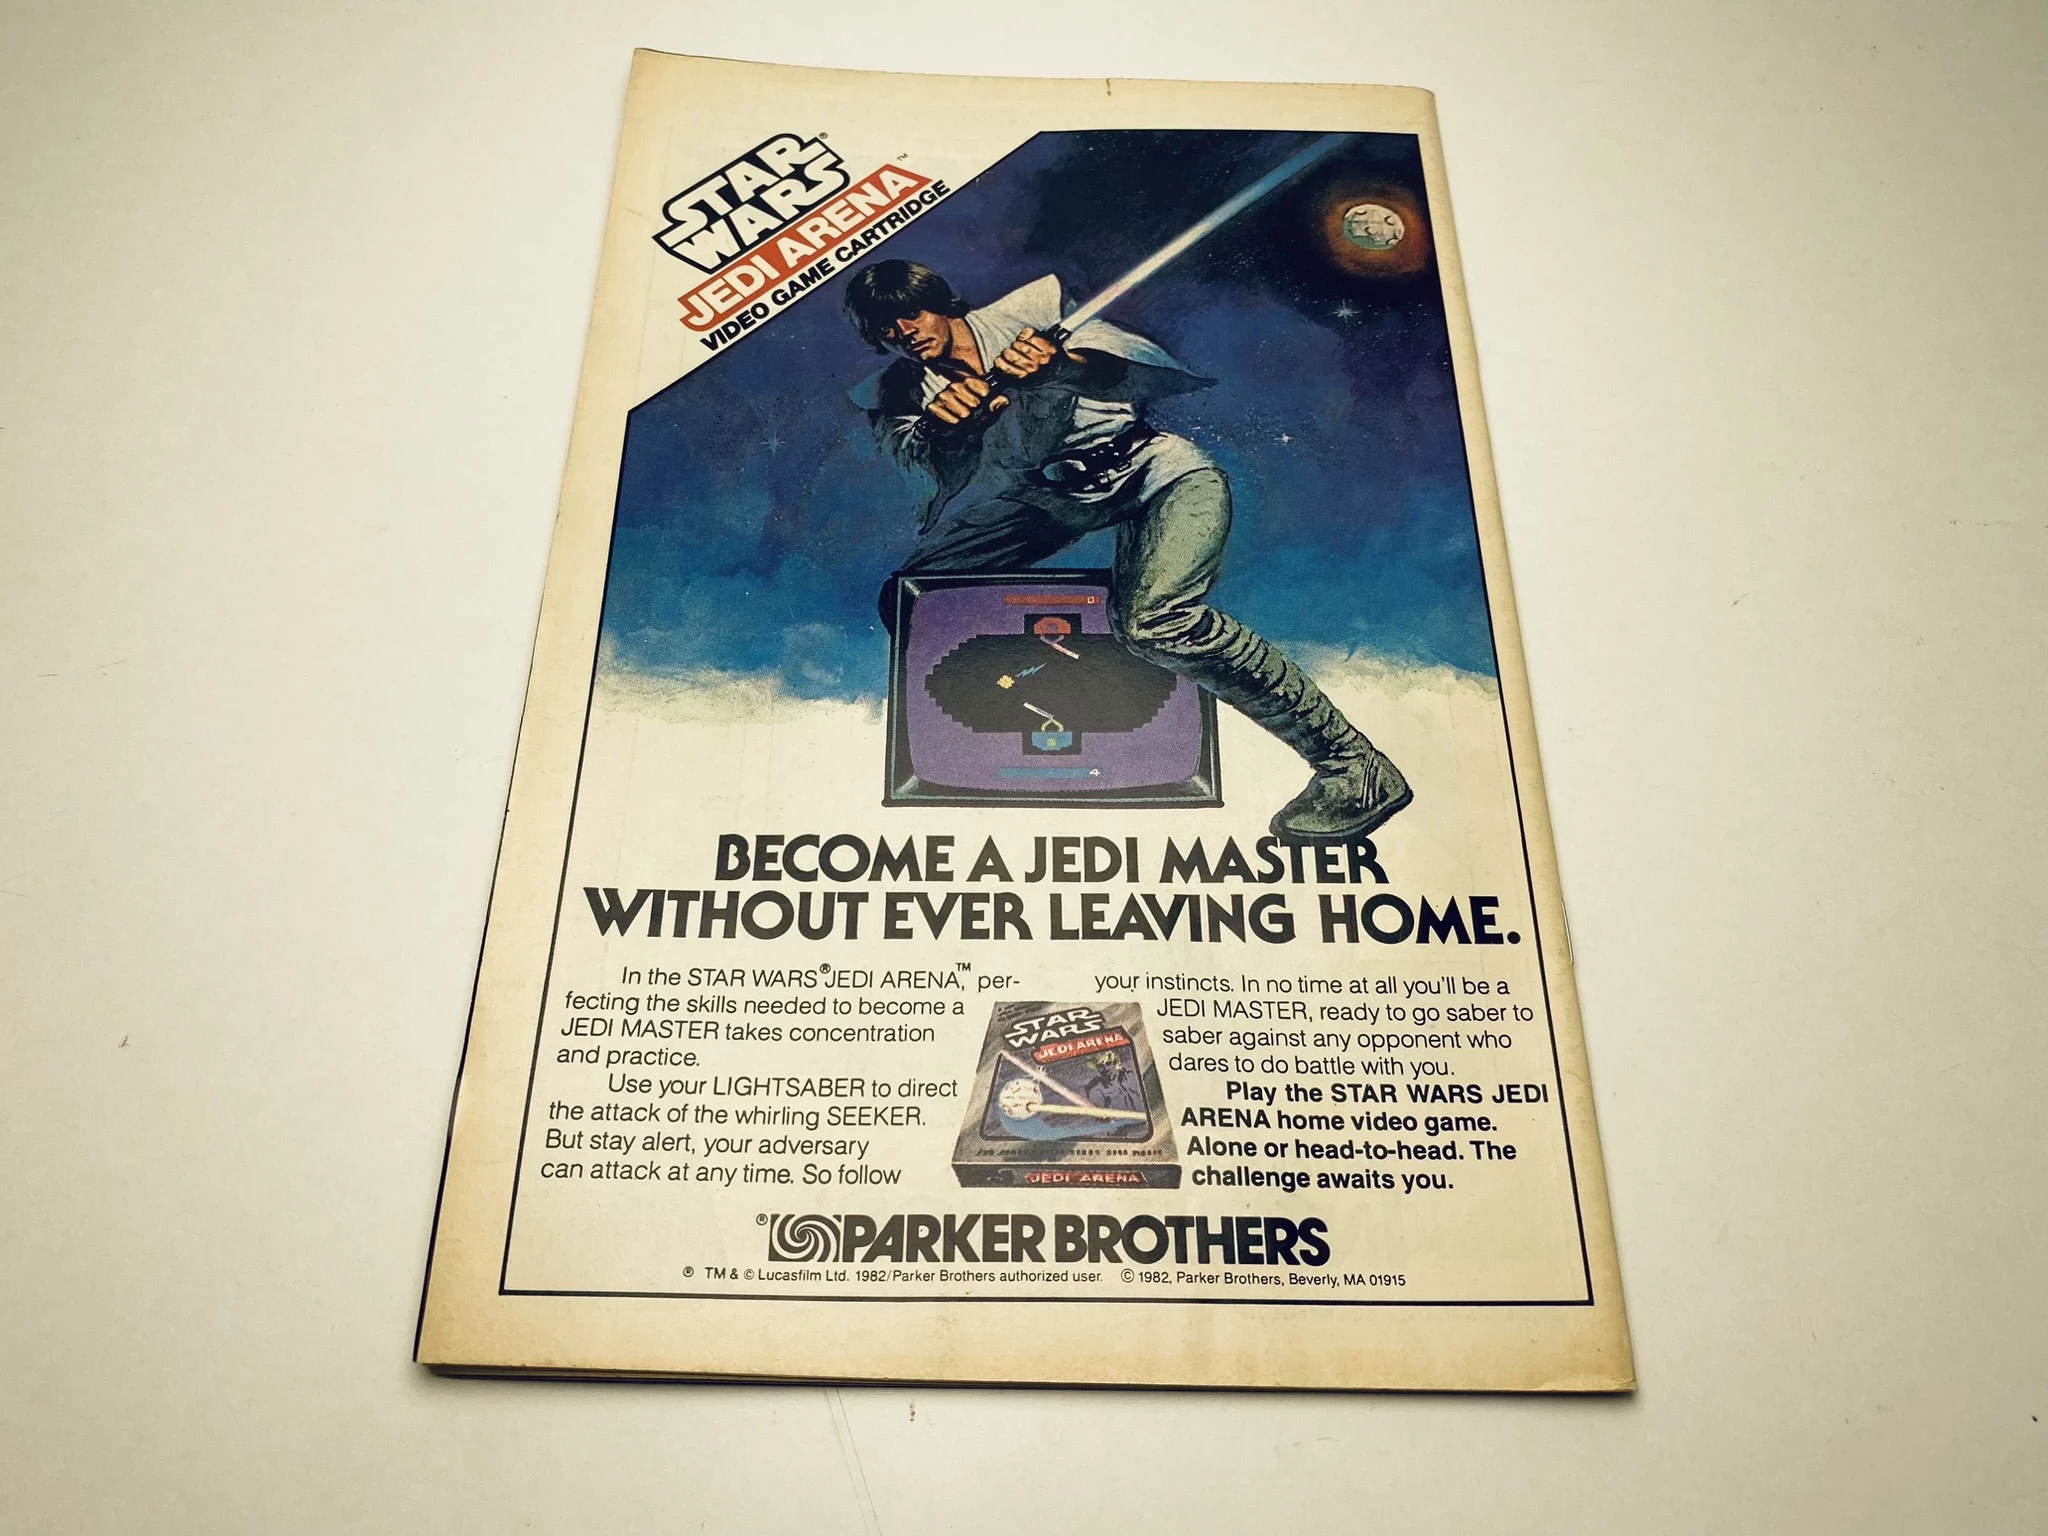 STAR
WARS®
JEDI ARENA™
VIDEO GAME CARTRIDGE
0
4
BECOME A JEDI MASTER
WITHOUT EVER LEAVING HOME.
In the STAR WARS® JEDI ARENA,™ per-
fecting the skills needed to become a
JEDI MASTER takes concentration
and practice.
Use your LIGHTSABER to direct
the attack of the whirling SEEKER.
But stay alert, your adversary
can attack at any time. So follow
your instincts. In no time at all you'll be a
JEDI MASTER, ready to go saber to
saber against any opponent who
dares to do battle with you.
Play the STAR WARS JEDI
ARENA home video game.
Alone or head-to-head. The
challenge awaits you.
STAR
WARS
JEDI ARENA
JEDI ARENA
® PARKER BROTHERS
® TM & © Lucasfilm Ltd. 1982/Parker Brothers authorized user. © 1982, Parker Brothers, Beverly, MA 01915